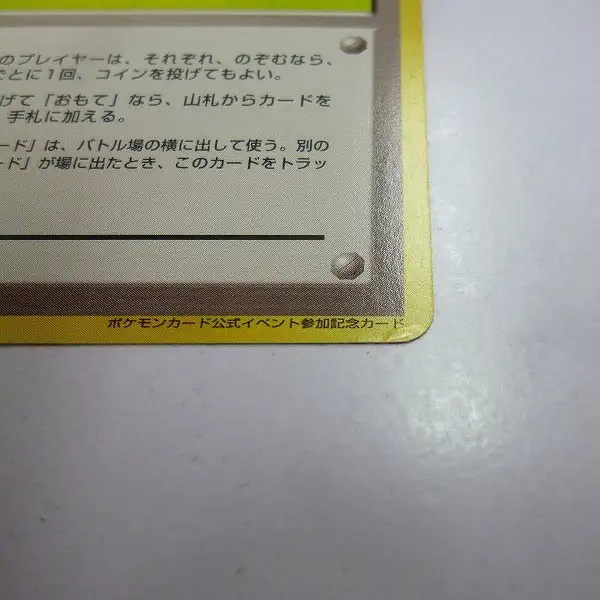 のプレイヤーは、それぞれ、のぞむなら、
ごとに1回、コインを投げてもよい。
げて「おもて」なら、山札からカードを
手札に加える。
ード」は、バトル場の横に出して使う。別の
ード」が場に出たとき、このカードをトラッ
ポケモンカード公式イベント参加記念カード